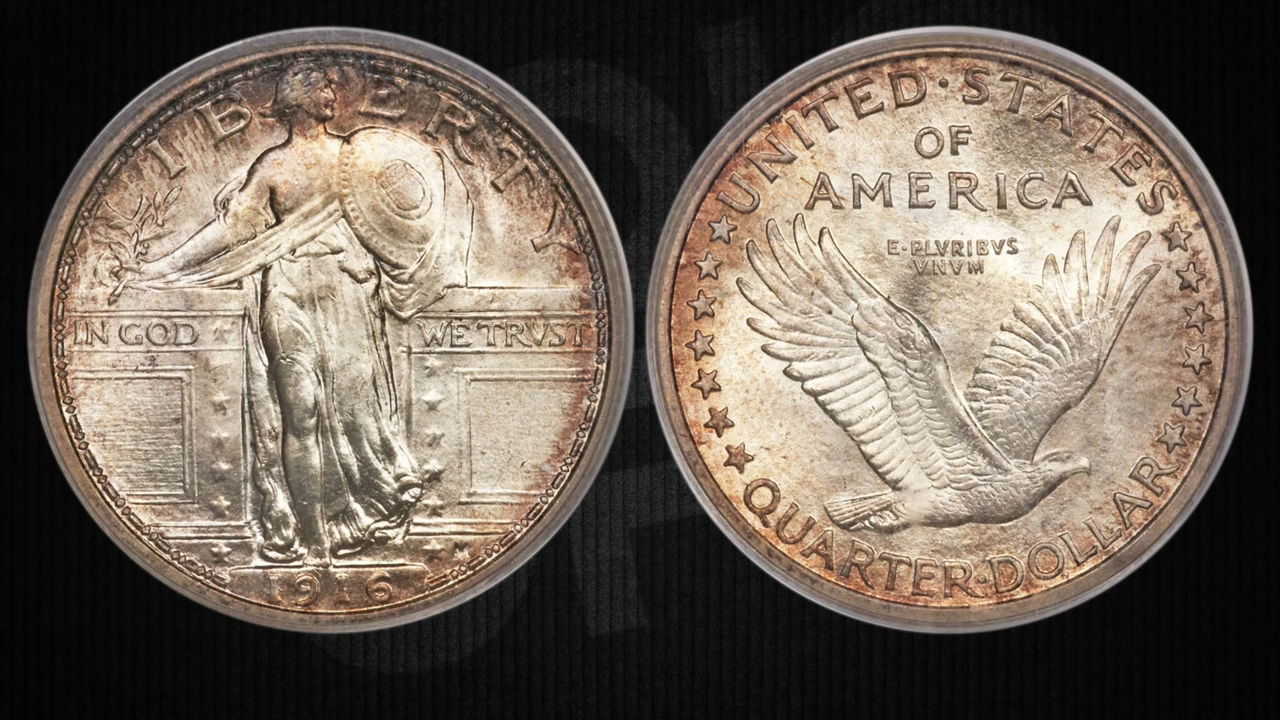 LIBERTY
IN GOD WE TRVST
M
1916
UNITED·STATES
OF
AMERICA
E·PLVRIBVS
VNVM
QUARTER·DOLLAR